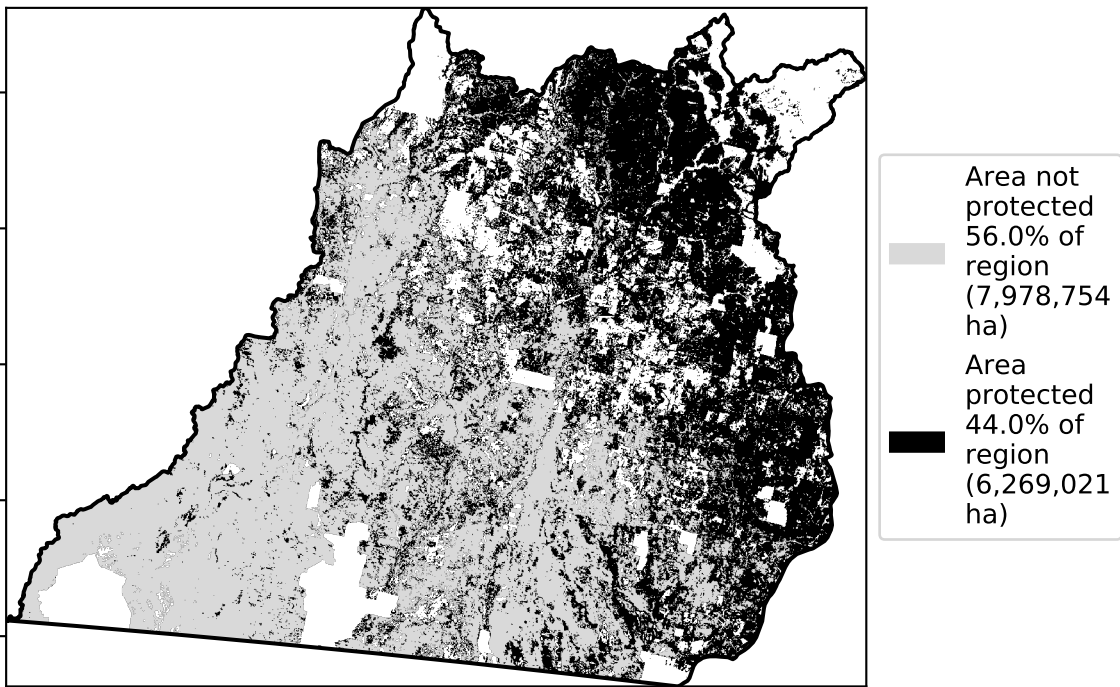 Area not
protected
56.0% of
region
(7,978,754
ha)
Area
protected
44.0% of
region
(6,269,021
ha)